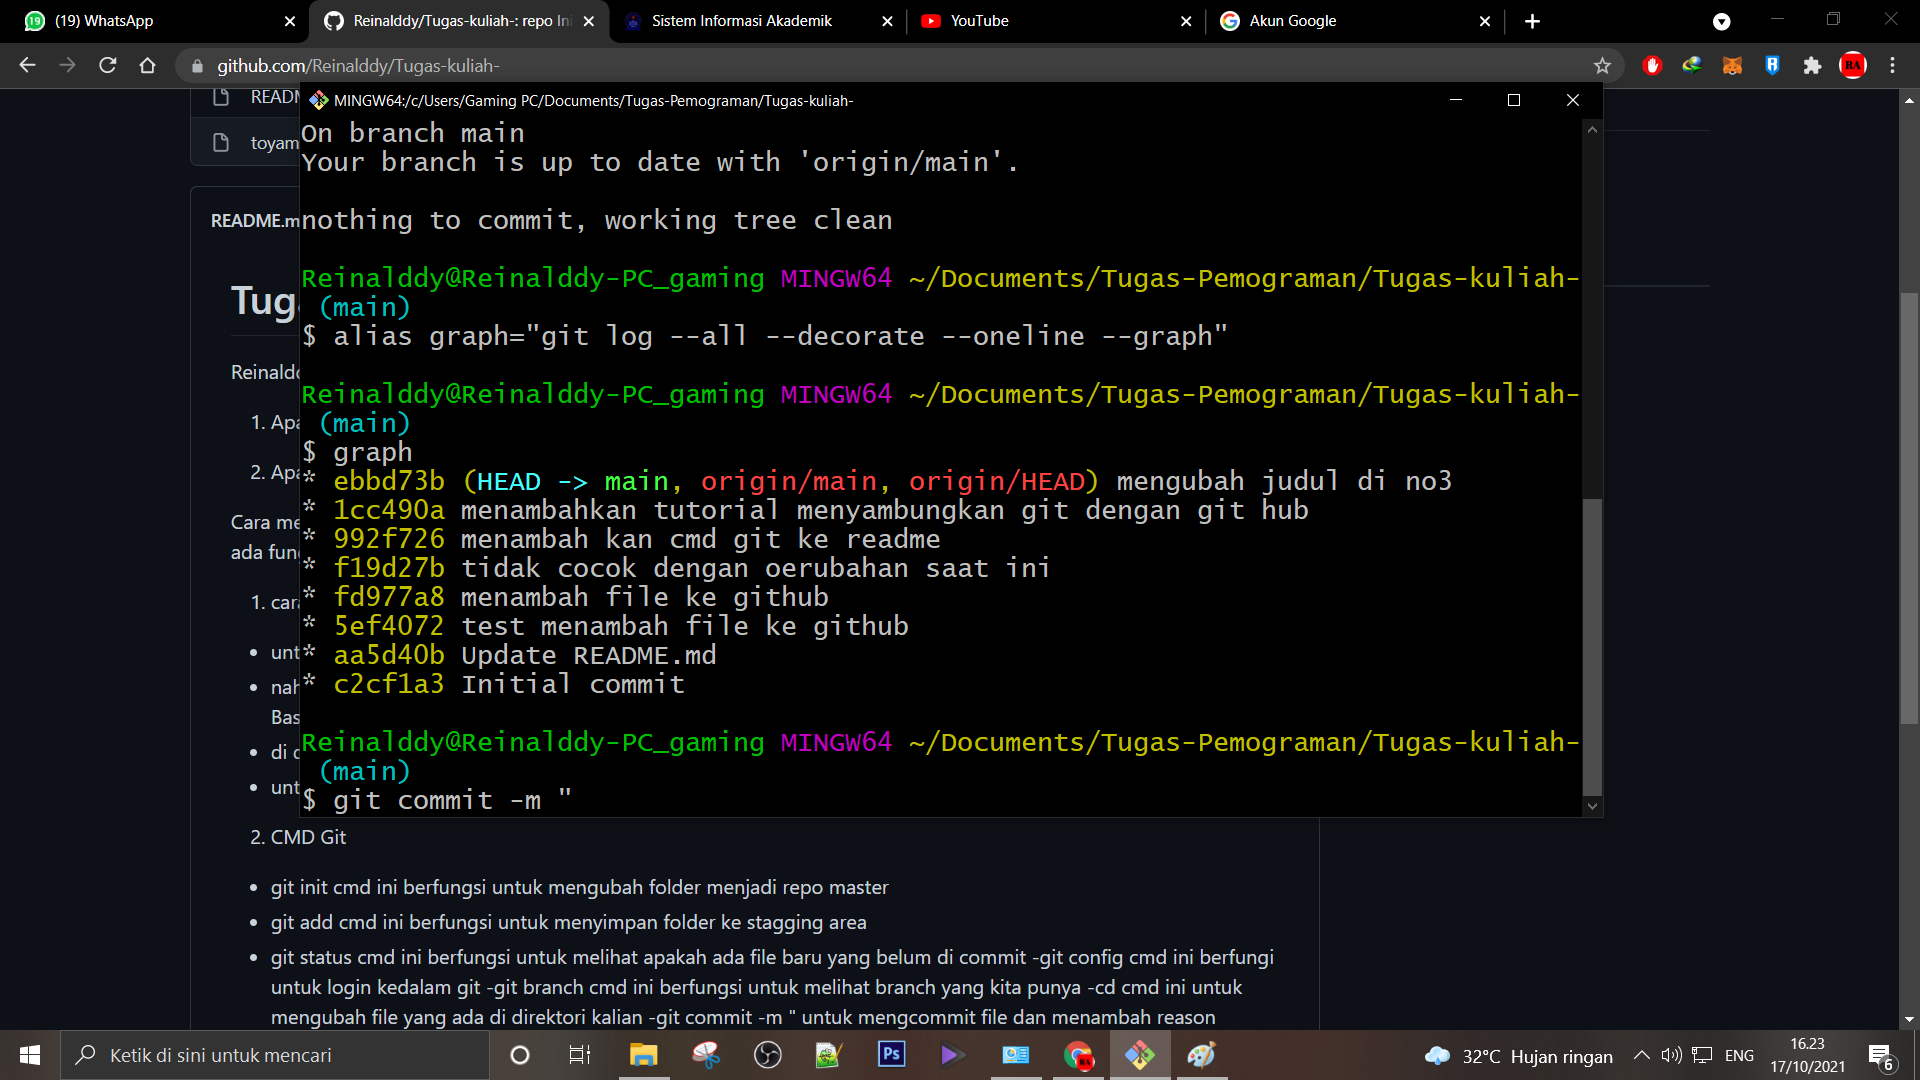 (19) WhatsApp
Reinalddy/Tugas-kuliah-: repo Ini
Sistem Informasi Akademik
YouTube
Akun Google
github.com/Reinalddy/Tugas-kuliah-
RA
READM
toyam
README.m
Tuga
Reinaldd
1. Apa
2. Apa
Cara me
ada fun
1. cara
unt
nah
Bas
di d
unt
MINGW64:/c/Users/Gaming PC/Documents/Tugas-Pemograman/Tugas-kuliah-
On branch main
Your branch is up to date with 'origin/main'.
nothing to commit, working tree clean
Reinalddy@Reinalddy-PC_gaming MINGW64 ~/Documents/Tugas-Pemograman/Tugas-kuliah-
(main)
$ alias graph="git log --all --decorate --oneline --graph"
Reinalddy@Reinalddy-PC_gaming MINGW64 ~/Documents/Tugas-Pemograman/Tugas-kuliah-
(main)
$ graph
* ebbd73b (HEAD -> main, origin/main, origin/HEAD) mengubah judul di no3
* 1cc490a menambahkan tutorial menyambungkan git dengan git hub
* 992f726 menambah kan cmd git ke readme
* f19d27b tidak cocok dengan oerubahan saat ini
* fd977a8 menambah file ke github
* 5ef4072 test menambah file ke github
* aa5d40b Update README.md
* c2cf1a3 Initial commit
Reinalddy@Reinalddy-PC_gaming MINGW64 ~/Documents/Tugas-Pemograman/Tugas-kuliah-
(main)
$ git commit -m "
2. CMD Git
• git init cmd ini berfungsi untuk mengubah folder menjadi repo master
• git add cmd ini berfungsi untuk menyimpan folder ke stagging area
• git status cmd ini berfungsi untuk melihat apakah ada file baru yang belum di commit -git config cmd ini berfungi
untuk login kedalam git -git branch cmd ini berfungsi untuk melihat branch yang kita punya -cd cmd ini untuk
mengubah file yang ada di direktori kalian -git commit -m " untuk mengcommit file dan menambah reason
Ketik di sini untuk mencari
Ps
32°C Hujan ringan
ENG
16.23
17/10/2021
6